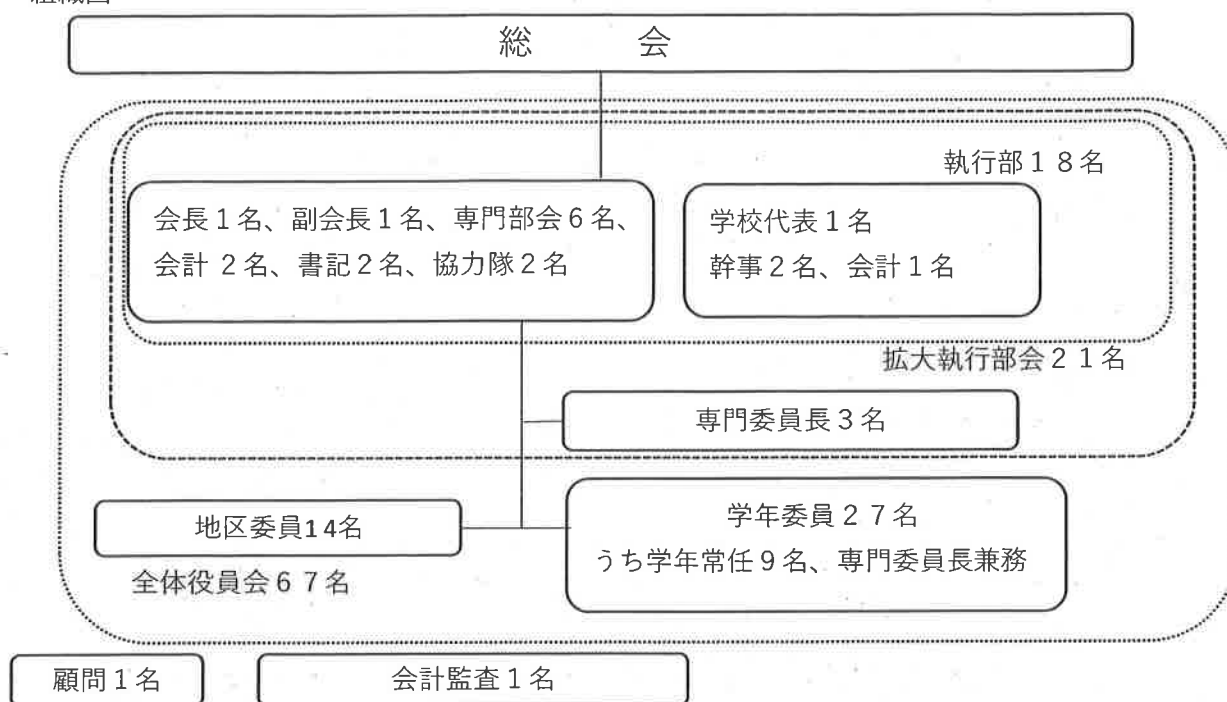 総　会
執行部18名
会長1名、副会長1名、専門部会6名、
会計 2名、書記2名、協力隊2名
学校代表1名
幹事2名、会計1名
拡大執行部会21名
専門委員長3名
地区委員14名
学年委員27名
うち学年常任9名、専門委員長兼務
全体役員会67名
顧問1名
会計監査1名